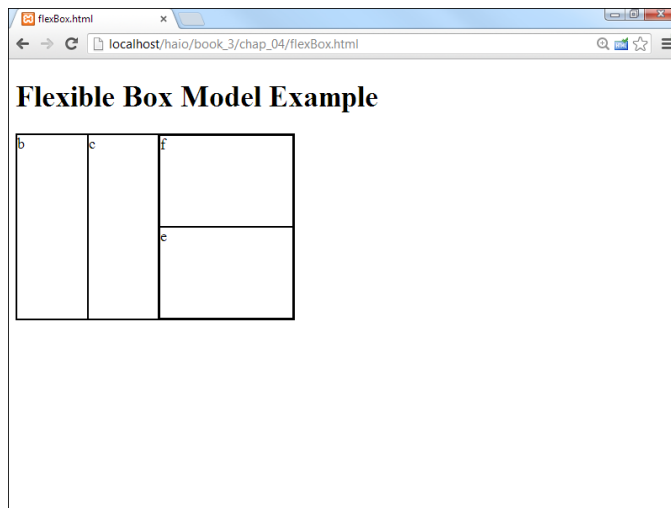 flexBox.html
localhost/haio/book_3/chap_04/flexBox.html
Flexible Box Model Example
b
c
f
e